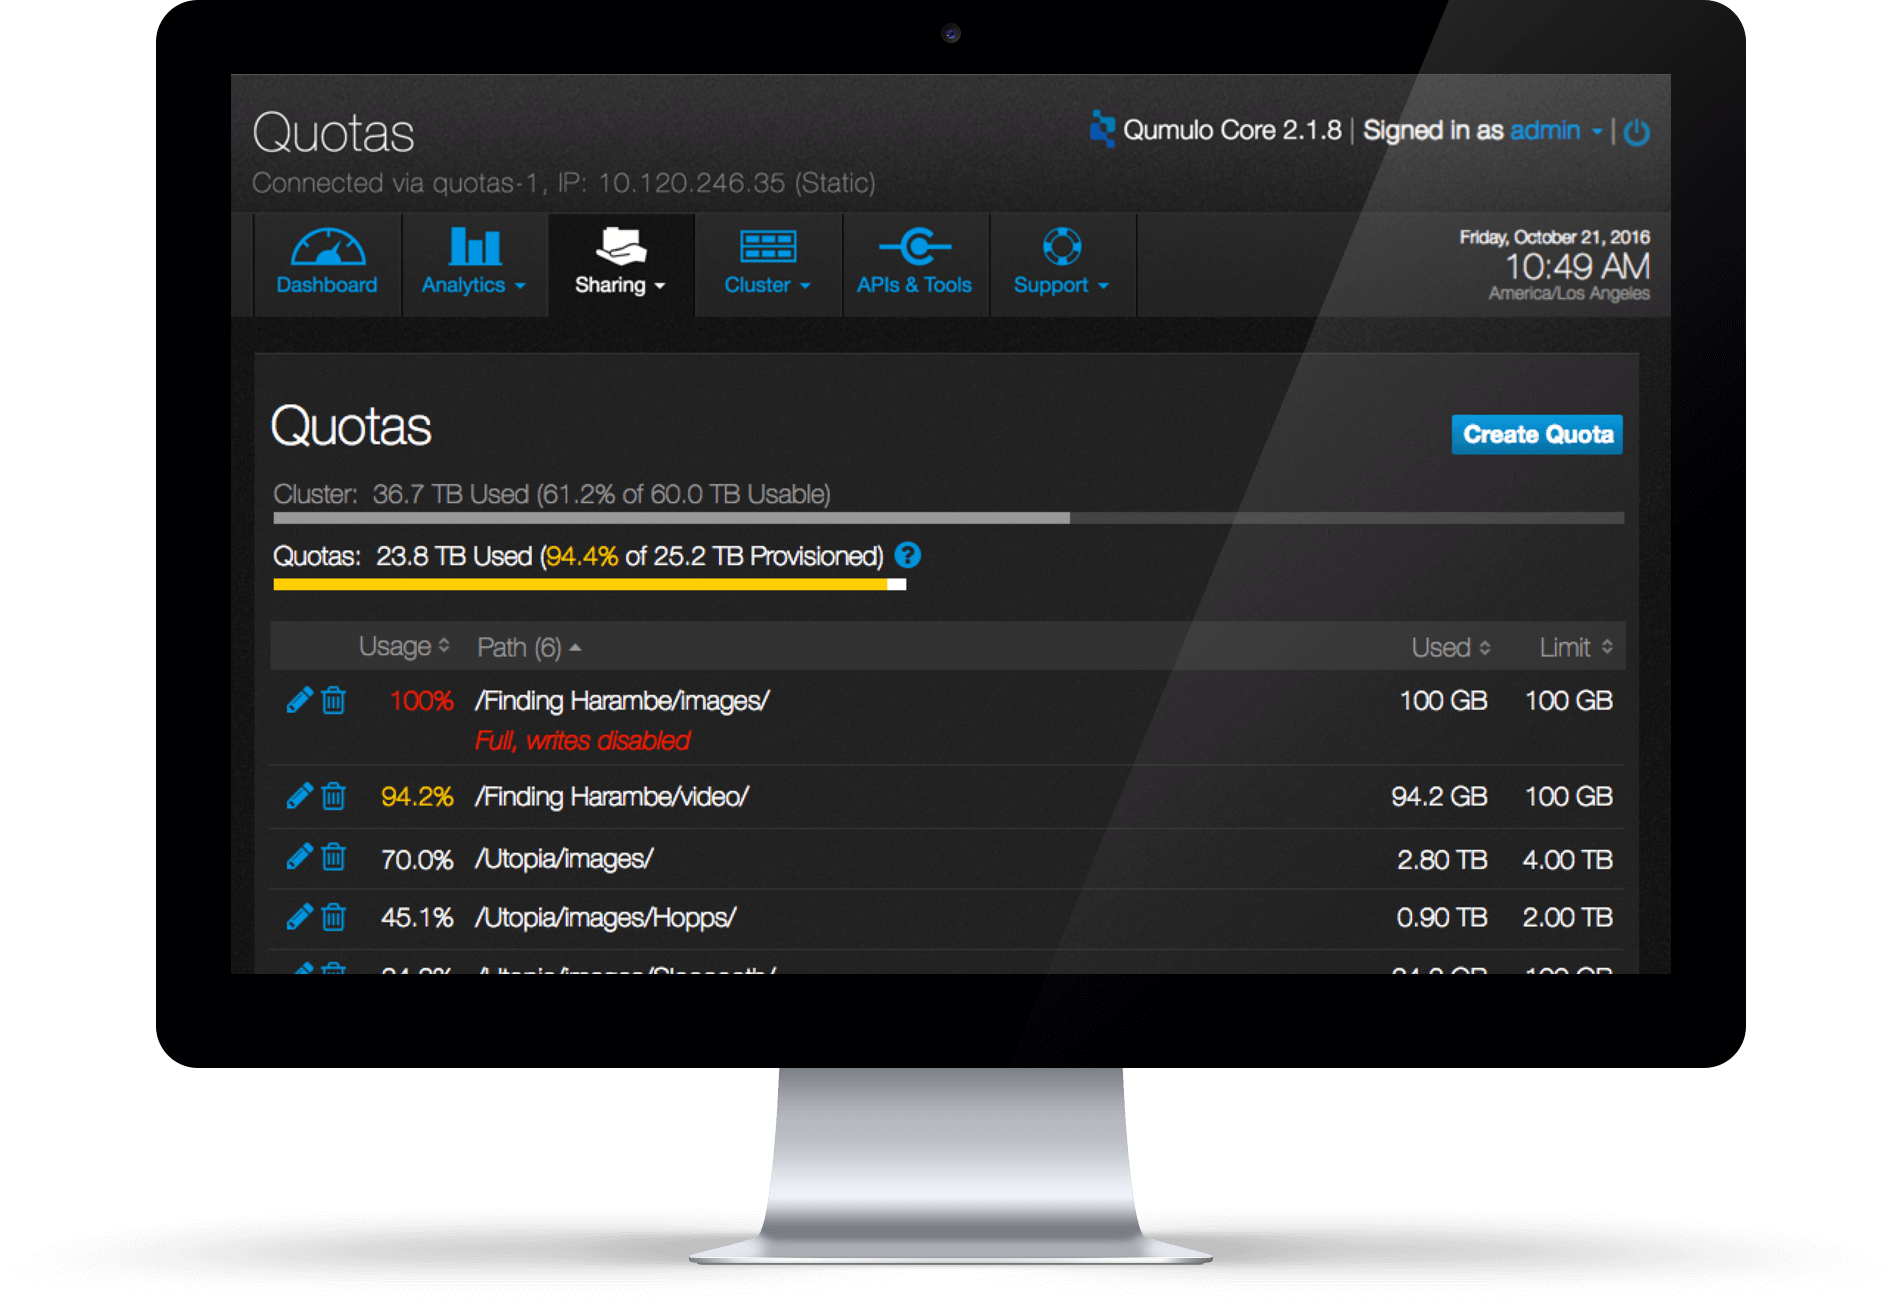 Quotas
Qumulo Core 2.1.8 | Signed in as admin |
Connected via quotas-1, IP: 10.120.246.35 (Static)
Dashboard Analytics Sharing Cluster APIs & Tools Support
Friday, October 21, 2016
10:49 AM
America/Los Angeles
Quotas
Create Quota
Cluster: 36.7 TB Used (61.2% of 60.0 TB Usable)
Quotas: 23.8 TB Used (94.4% of 25.2 TB Provisioned) ?
Usage Path (6) Used Limit
100% /Finding Harambe/images/ 100 GB 100 GB
Full, writes disabled
94.2% /Finding Harambe/video/ 94.2 GB 100 GB
70.0% /Utopia/images/ 2.80 TB 4.00 TB
45.1% /Utopia/images/Hopps/ 0.90 TB 2.00 TB